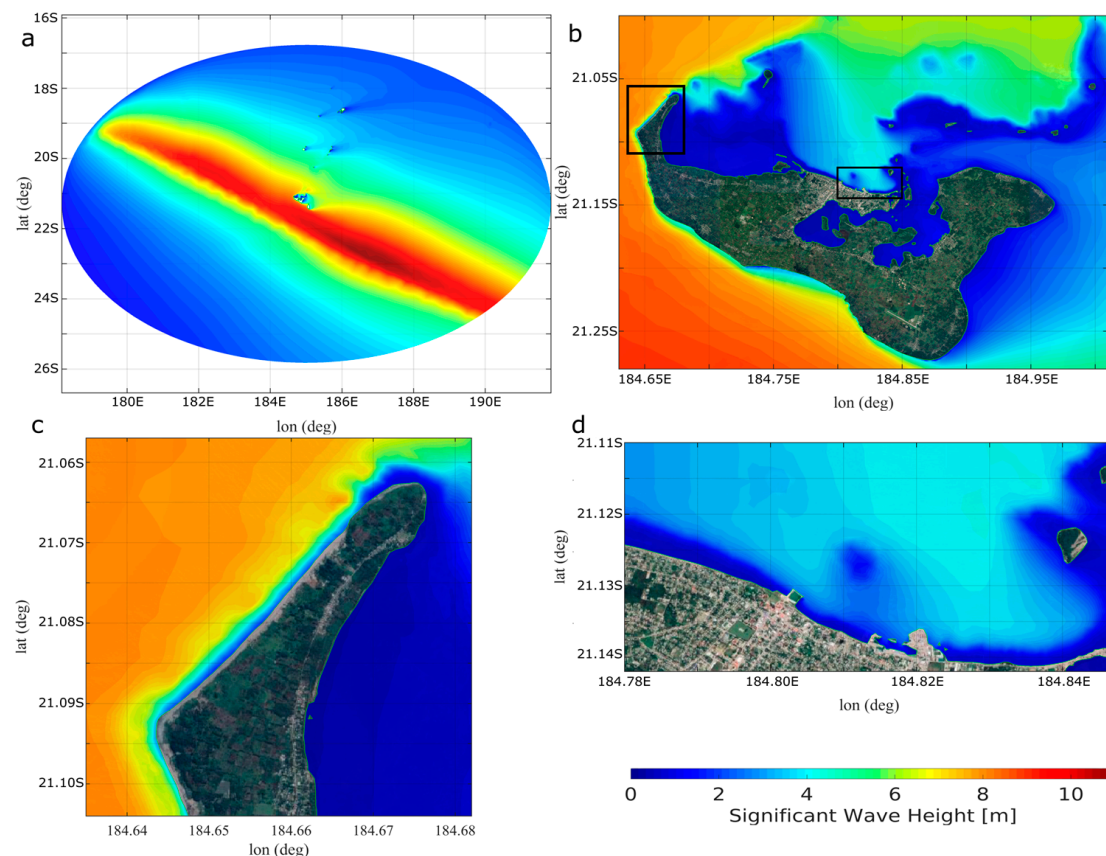 a
16S
18S
20S
22S
24S
26S
lat (deg)
180E
182E
184E
186E
188E
190E
lon (deg)
b
21.05S
21.15S
21.25S
lat (deg)
184.65E
184.75E
184.85E
184.95E
lon (deg)
c
21.06S
21.07S
21.08S
21.09S
21.10S
lat (deg)
184.64
184.65
184.66
184.67
184.68
lon (deg)
d
21.11S
21.12S
21.13S
21.14S
lat (deg)
184.78E
184.80E
184.82E
184.84E
lon (deg)
0 2 4 6 8 10
Significant Wave Height [m]